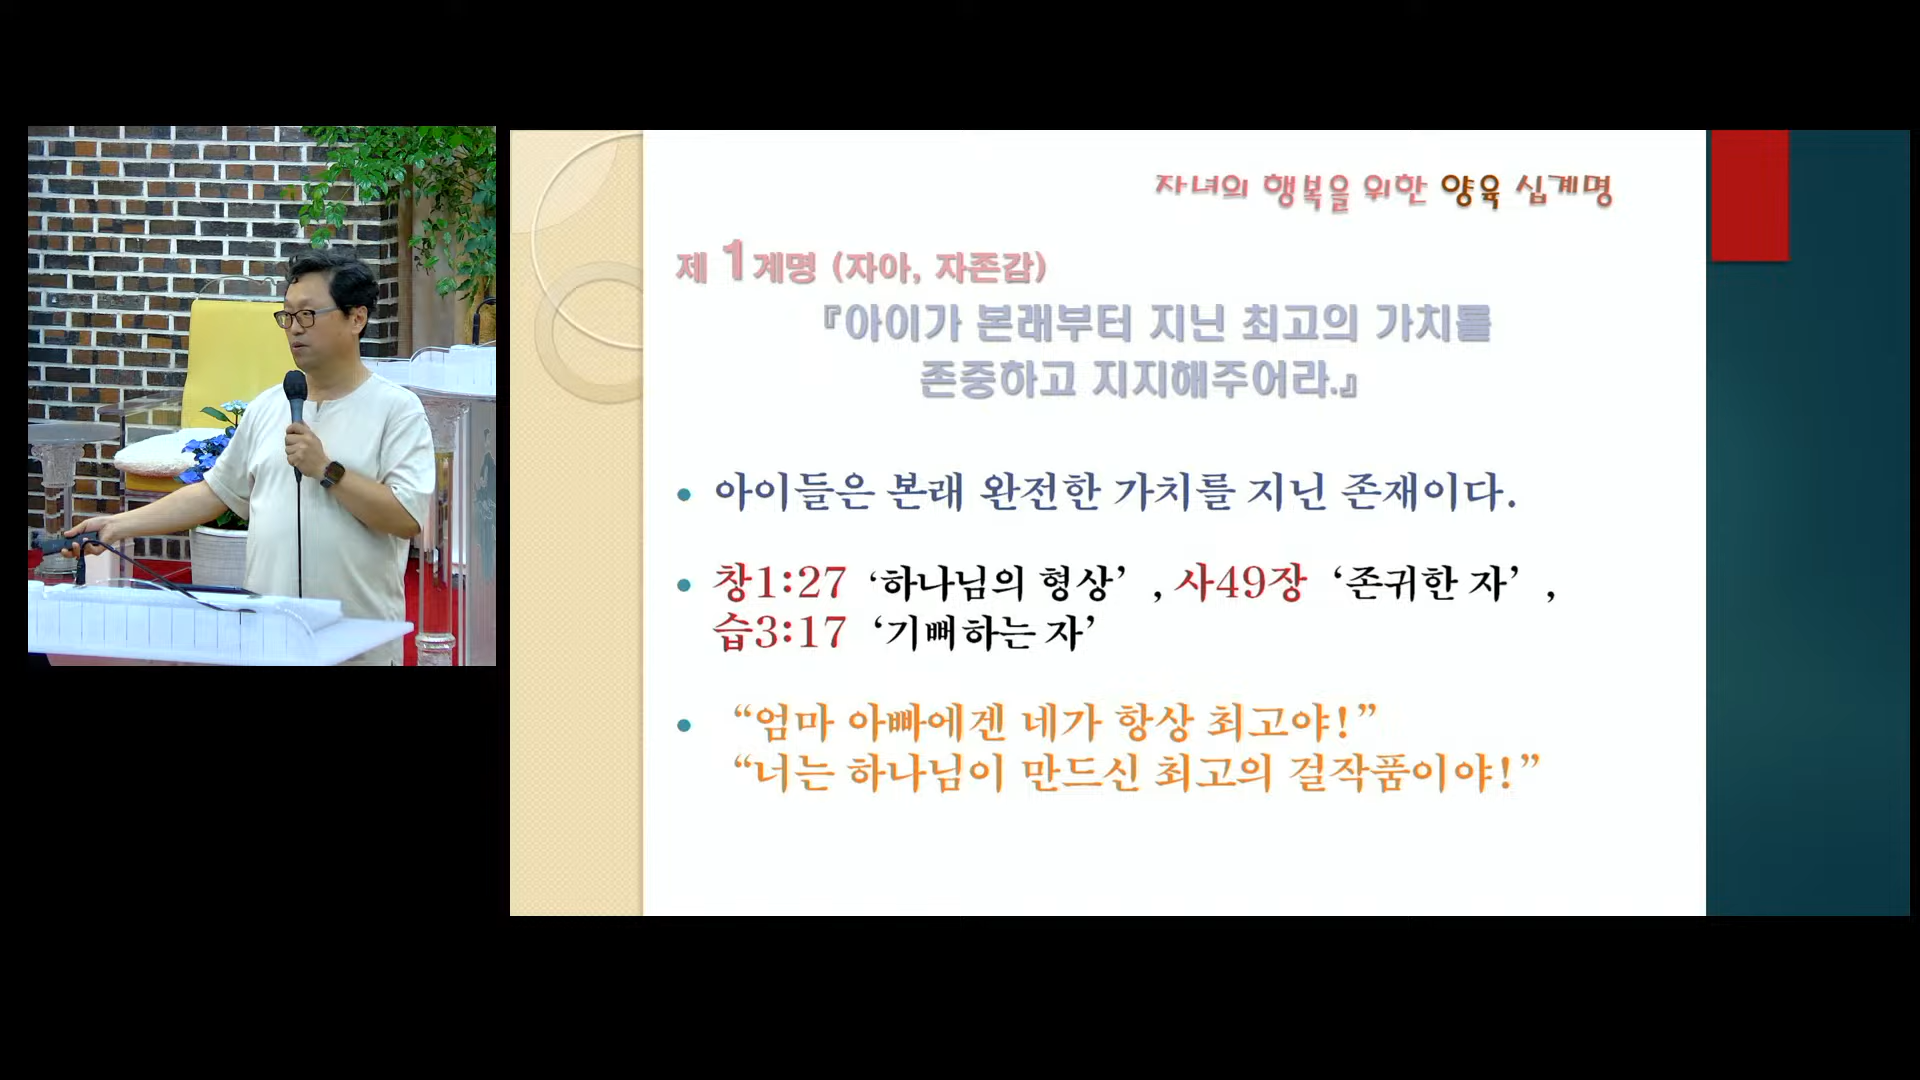 자녀의 행복을 위한 양육 십계명
제 1계명 (자아, 자존감)
『아이가 본래부터 지닌 최고의 가치를
존중하고 지지해주어라.』
• 아이들은 본래 완전한 가치를 지닌 존재이다.
• 창1:27 ‘하나님의 형상’ , 사49장 ‘존귀한 자’ ,
습3:17 ‘기뻐하는 자’
• “엄마 아빠에겐 네가 항상 최고야!”
“너는 하나님이 만드신 최고의 걸작품이야!”